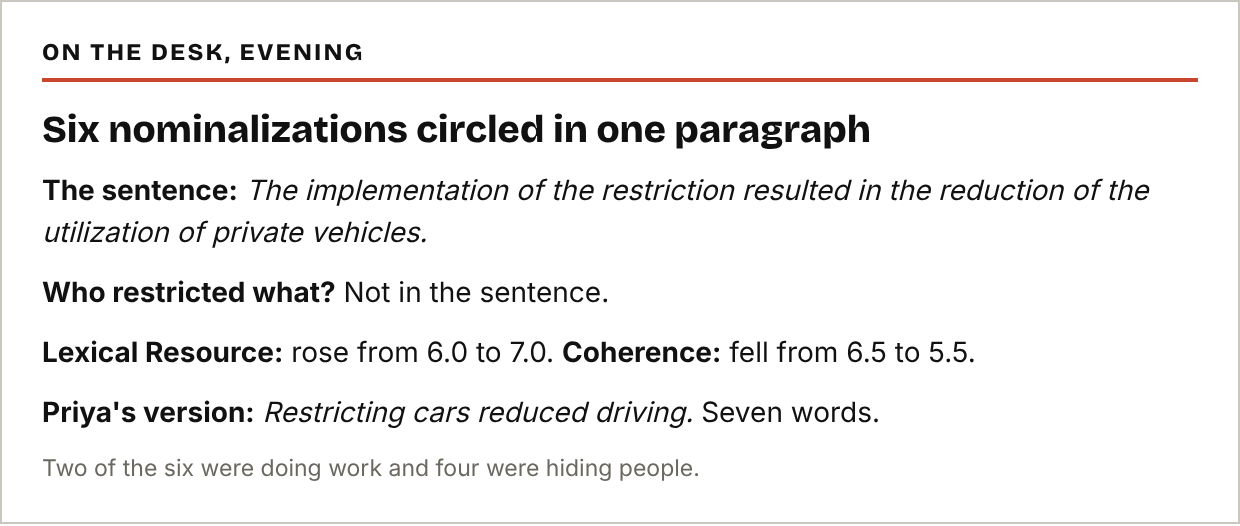 ON THE DESK, EVENING
Six nominalizations circled in one paragraph
The sentence: The implementation of the restriction resulted in the reduction of the
utilization of private vehicles.
Who restricted what? Not in the sentence.
Lexical Resource: rose from 6.0 to 7.0. Coherence: fell from 6.5 to 5.5.
Priya's version: Restricting cars reduced driving. Seven words.
Two of the six were doing work and four were hiding people.